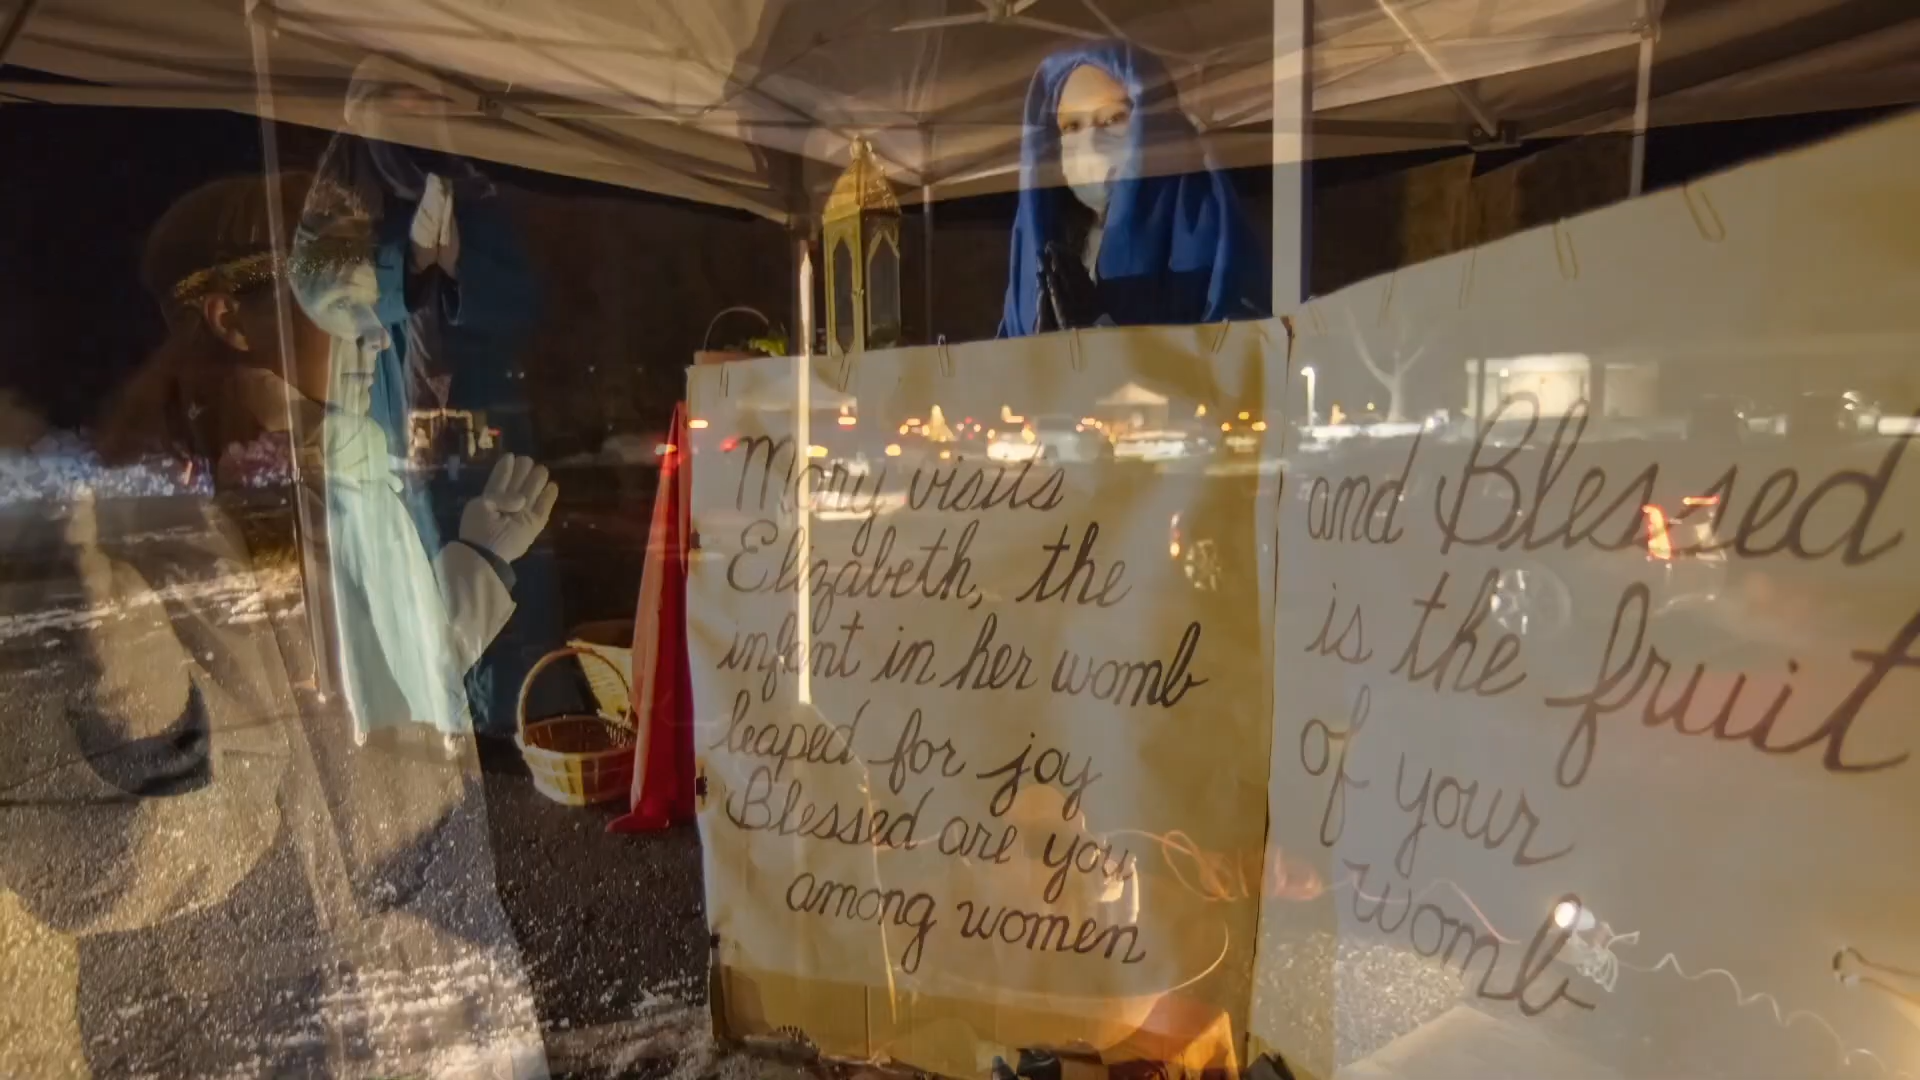 Mary visits
Elizabeth, the
infant in her womb
leaped for joy
Blessed are you
among women
and Blessed
is the fruit
of your
womb